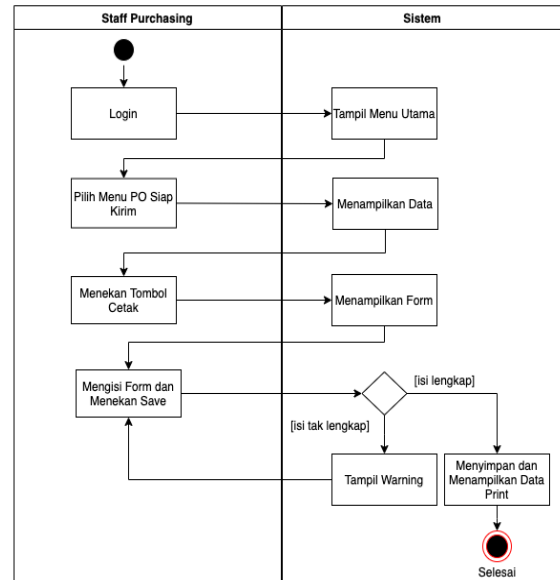 Staff Purchasing
Sistem
Login
Tampil Menu Utama
Pilih Menu PO Siap
Kirim
Menampilkan Data
Menekan Tombol
Cetak
Menampilkan Form
Mengisi Form dan
Menekan Save
[isi lengkap]
[isi tak lengkap]
Tampil Warning
Menyimpan dan
Menampilkan Data
Print
Selesai